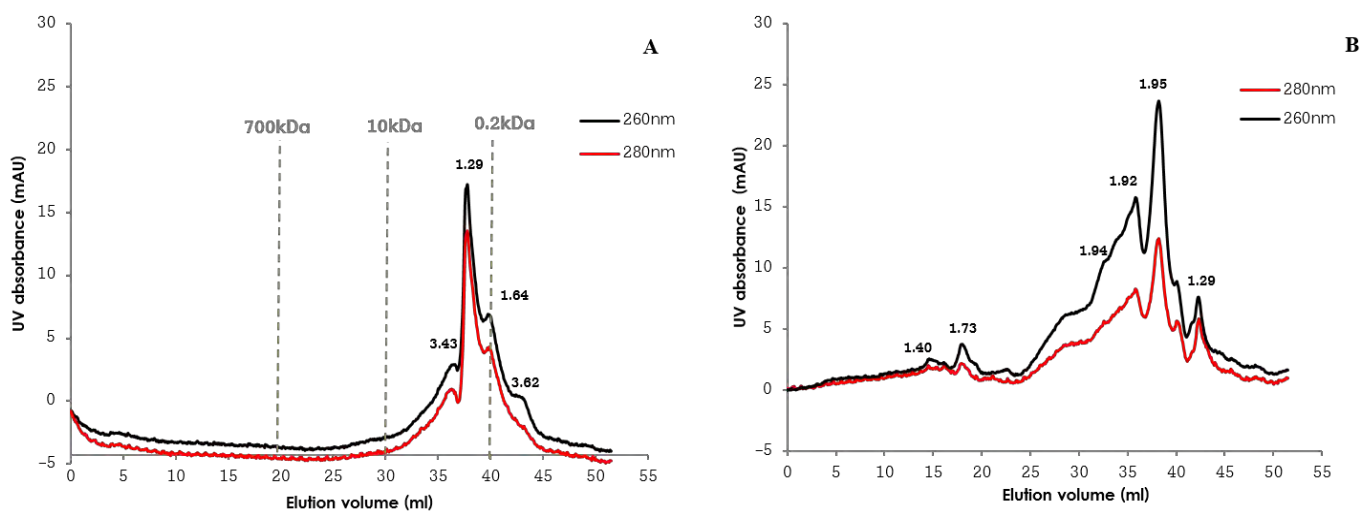 A
30
25
20
15
10
5
0
−5
UV absorbance (mAU)
700kDa
10kDa
0.2kDa
260nm
280nm
1.29
1.64
3.43
3.62
0 5 10 15 20 25 30 35 40 45 50 55
Elution volume (ml)
B
30
25
20
15
10
5
0
−5
UV absorbance (mAU)
280nm
260nm
1.95
1.92
1.94
1.29
1.73
1.40
0 5 10 15 20 25 30 35 40 45 50 55
Elution volume (ml)